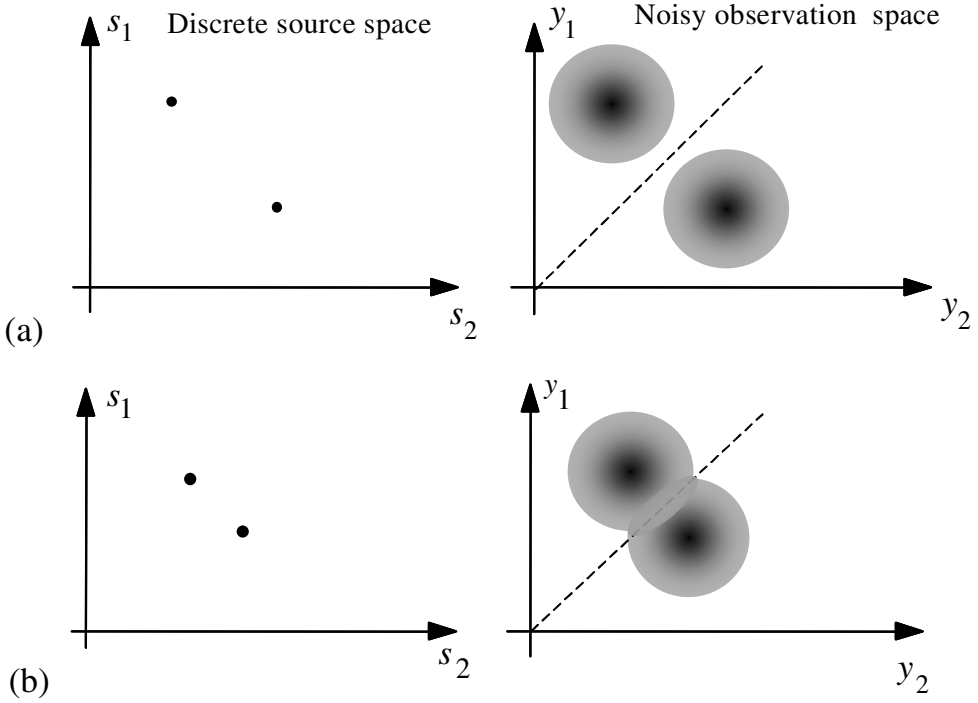 s1 Discrete source space
s2
y1 Noisy observation space
y2
(a)
s1
s2
y1
y2
(b)